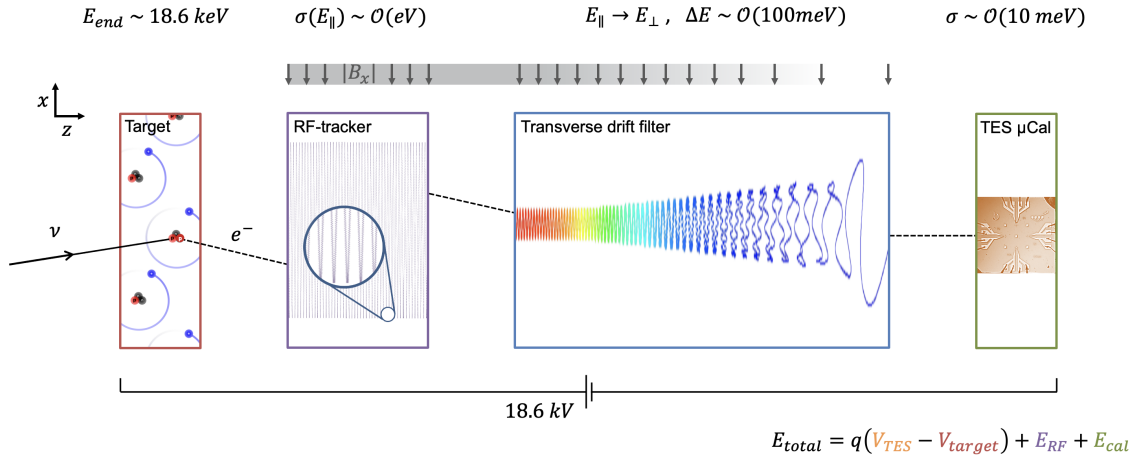 E_end ~ 18.6 keV
σ(E_∥) ~ 𝒪(eV)
E_∥ → E_⊥ , ΔE ~ 𝒪(100meV)
σ ~ 𝒪(10 meV)
|B_x|
x
z
Target
RF-tracker
Transverse drift filter
TES μCal
ν
e⁻
18.6 kV
E_total = q(V_TES − V_target) + E_RF + E_cal